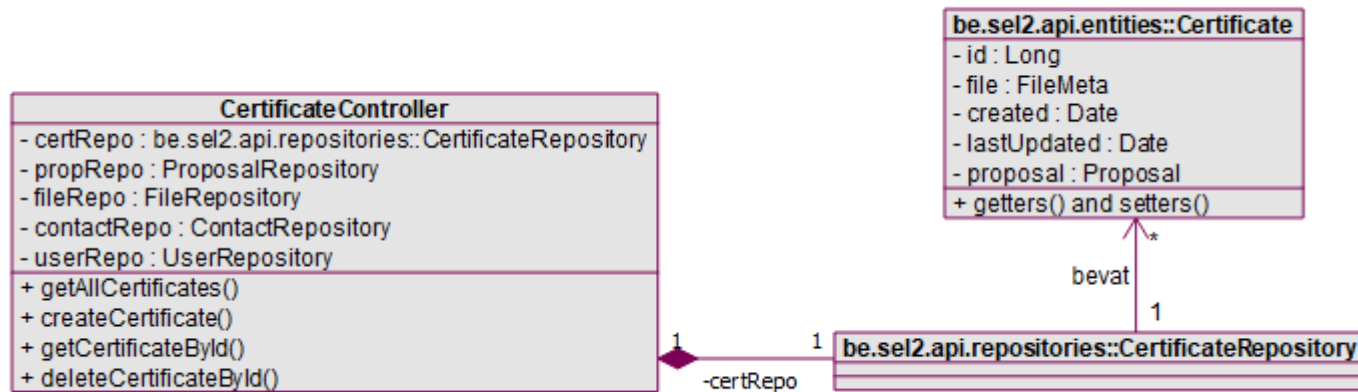 be.sel2.api.entities::Certificate
- id : Long
- file : FileMeta
- created : Date
- lastUpdated : Date
- proposal : Proposal
+ getters() and setters()
CertificateController
- certRepo : be.sel2.api.repositories::CertificateRepository
- propRepo : ProposalRepository
- fileRepo : FileRepository
- contactRepo : ContactRepository
- userRepo : UserRepository
+ getAllCertificates()
+ createCertificate()
+ getCertificateById()
+ deleteCertificateById()
*
bevat
1
1
1
be.sel2.api.repositories::CertificateRepository
-certRepo